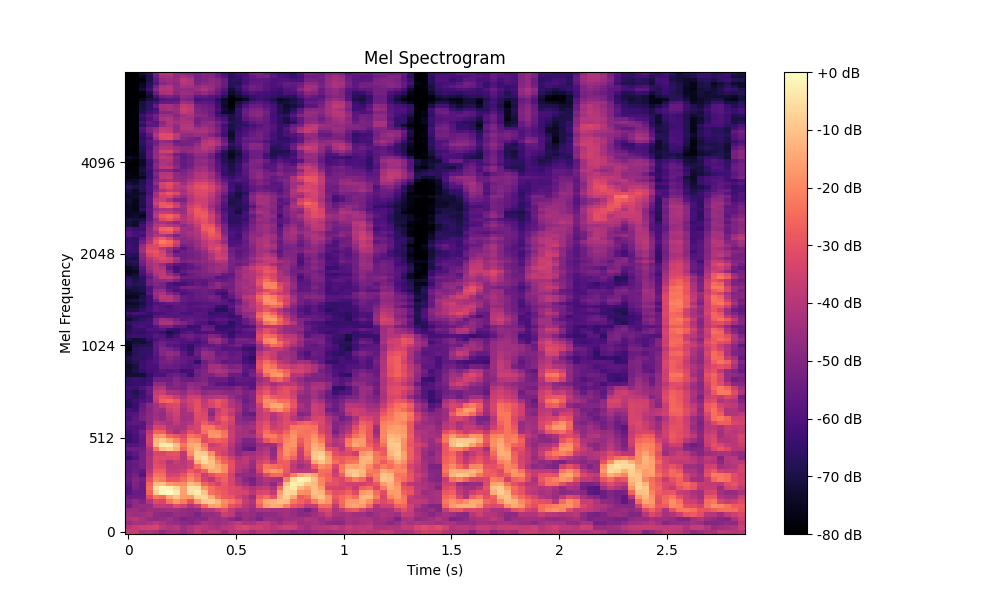 Mel Spectrogram
+0 dB
-10 dB
-20 dB
-30 dB
-40 dB
-50 dB
-60 dB
-70 dB
-80 dB
Mel Frequency
4096
2048
1024
512
0
0 0.5 1 1.5 2 2.5
Time (s)